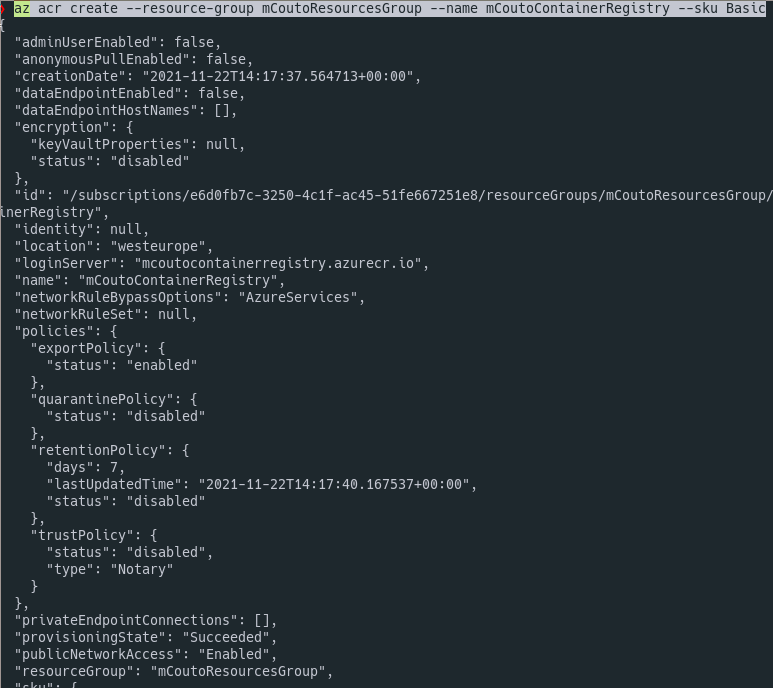 az acr create --resource-group mCoutoResourcesGroup --name mCoutoContainerRegistry --sku Basic
{
  "adminUserEnabled": false,
  "anonymousPullEnabled": false,
  "creationDate": "2021-11-22T14:17:37.564713+00:00",
  "dataEndpointEnabled": false,
  "dataEndpointHostNames": [],
  "encryption": {
    "keyVaultProperties": null,
    "status": "disabled"
  },
  "id": "/subscriptions/e6d0fb7c-3250-4c1f-ac45-51fe667251e8/resourceGroups/mCoutoResourcesGroup/
inerRegistry",
  "identity": null,
  "location": "westeurope",
  "loginServer": "mcoutocontainerregistry.azurecr.io",
  "name": "mCoutoContainerRegistry",
  "networkRuleBypassOptions": "AzureServices",
  "networkRuleSet": null,
  "policies": {
    "exportPolicy": {
      "status": "enabled"
    },
    "quarantinePolicy": {
      "status": "disabled"
    },
    "retentionPolicy": {
      "days": 7,
      "lastUpdatedTime": "2021-11-22T14:17:40.167537+00:00",
      "status": "disabled"
    },
    "trustPolicy": {
      "status": "disabled",
      "type": "Notary"
    }
  },
  "privateEndpointConnections": [],
  "provisioningState": "Succeeded",
  "publicNetworkAccess": "Enabled",
  "resourceGroup": "mCoutoResourcesGroup",
  "sku": {